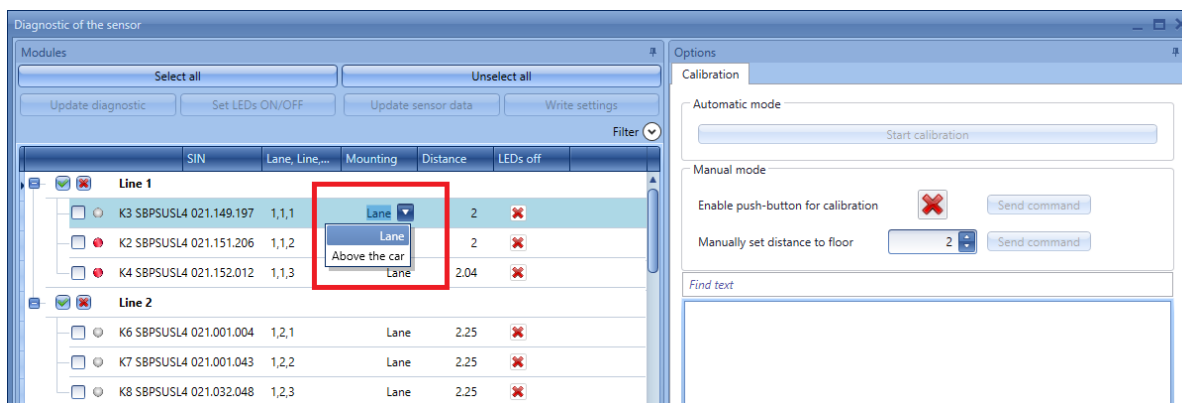 Diagnostic of the sensor
Modules
Select all
Unselect all
Update diagnostic
Set LEDs ON/OFF
Update sensor data
Write settings
Filter
SIN
Lane, Line,...
Mounting
Distance
LEDs off
Line 1
K3 SBPSUSL4 021.149.197 1,1,1 Lane 2
Lane
Above the car
K2 SBPSUSL4 021.151.206 1,1,2 2
K4 SBPSUSL4 021.152.012 1,1,3 Lane 2.04
Line 2
K6 SBPSUSL4 021.001.004 1,2,1 Lane 2.25
K7 SBPSUSL4 021.001.043 1,2,2 Lane 2.25
K8 SBPSUSL4 021.032.048 1,2,3 Lane 2.25
Options
Calibration
Automatic mode
Start calibration
Manual mode
Enable push-button for calibration
Send command
Manually set distance to floor 2
Send command
Find text